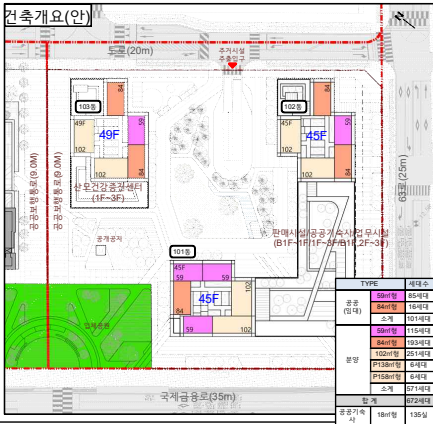 건축개요(안)
토로(20m)
주거시설
주출입구
84
103동
49F
49F
59
102
84
102
산모건강증진센터
(1F~3F)
공공보행통로(9.0M)
공공보행통로(9.0M)
공개공지
84
102동
45F
45F
59
102
84
102
63로(25m)
판매시설/공공기숙사/업무시설
(B1F~1F/1F~3F/B1F,2F~3F)
101동
45F
59
59
102
84
45F
59
102
국제금융로(35m)
TYPE 세대수
공공
(임대)
59㎡형 85세대
84㎡형 16세대
소계 101세대
분양
59㎡형 115세대
84㎡형 193세대
102㎡형 251세대
P138㎡형 6세대
P158㎡형 6세대
소계 571세대
합 계 672세대
공공기숙
사
18㎡형 135실